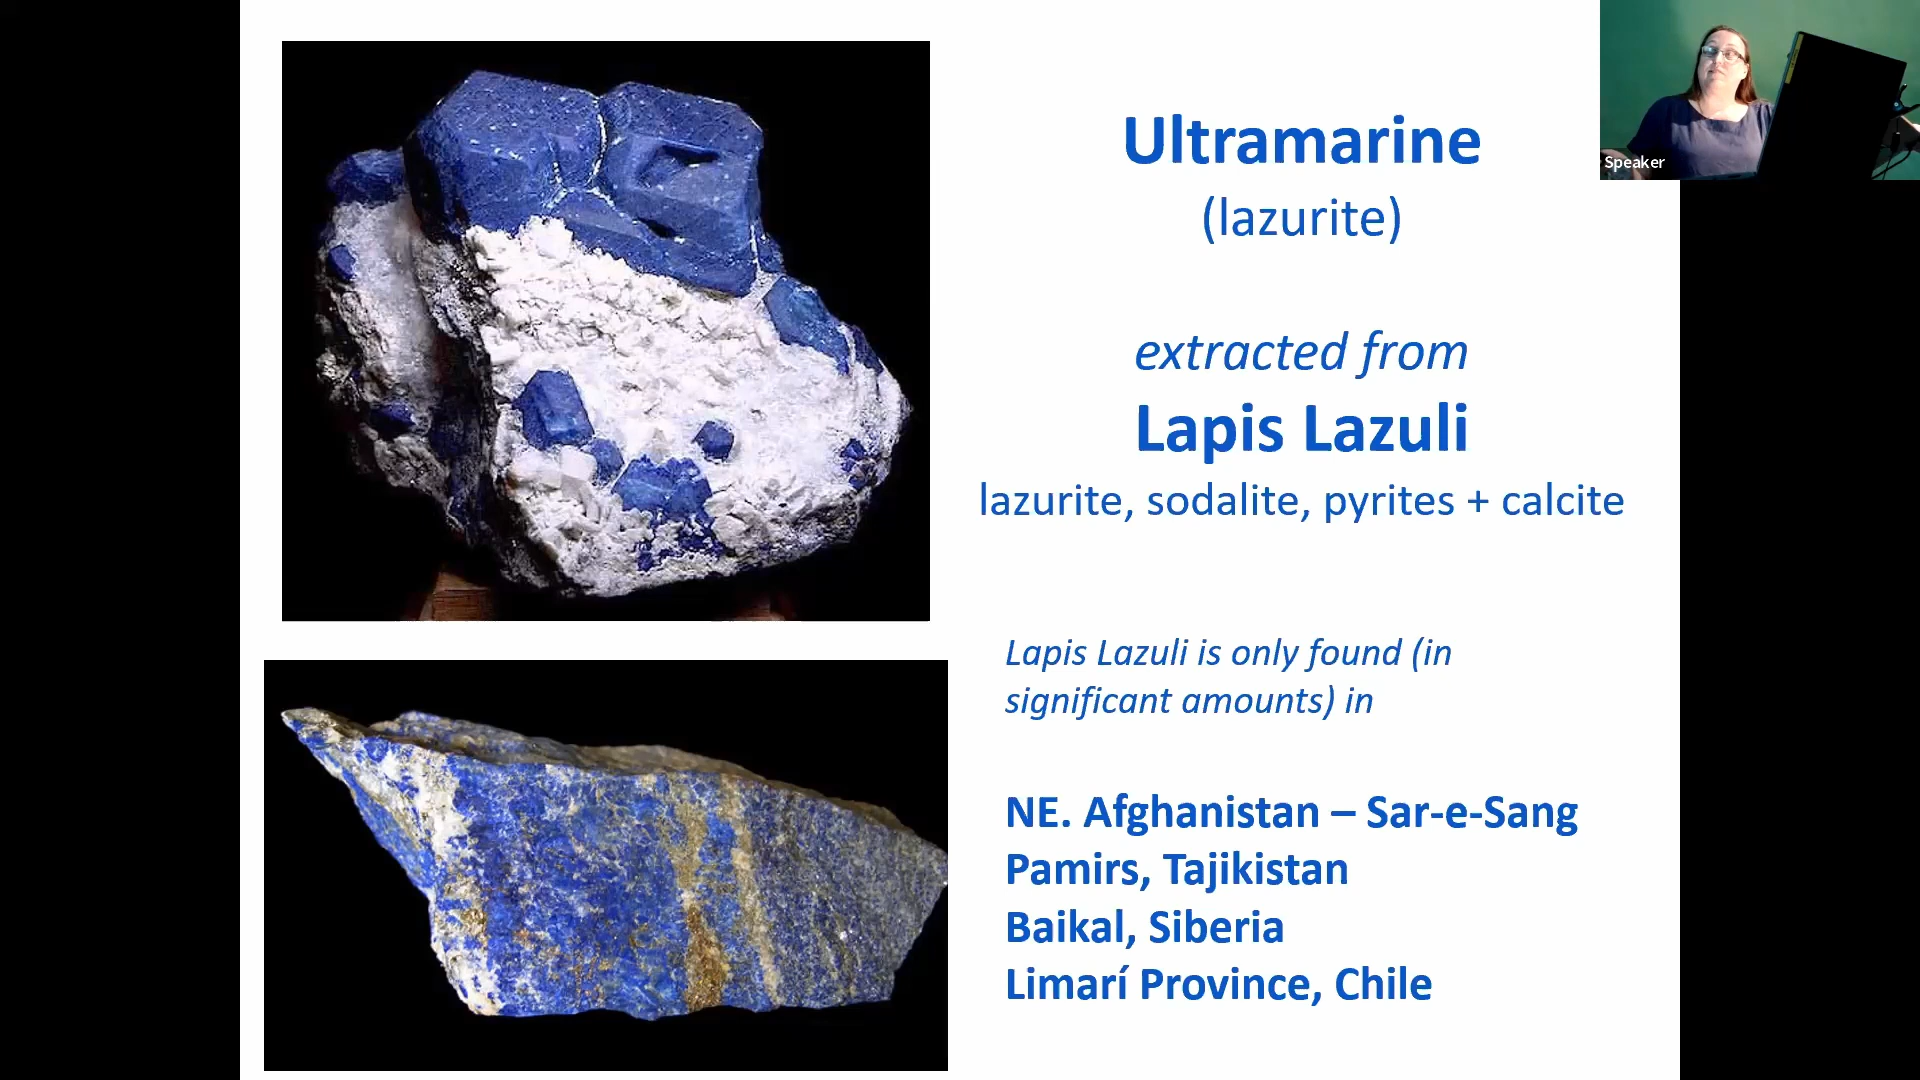 Ultramarine
(lazurite)
extracted from
Lapis Lazuli
lazurite, sodalite, pyrites + calcite
Lapis Lazuli is only found (in
significant amounts) in
NE. Afghanistan – Sar-e-Sang
Pamirs, Tajikistan
Baikal, Siberia
Limarí Province, Chile
Speaker